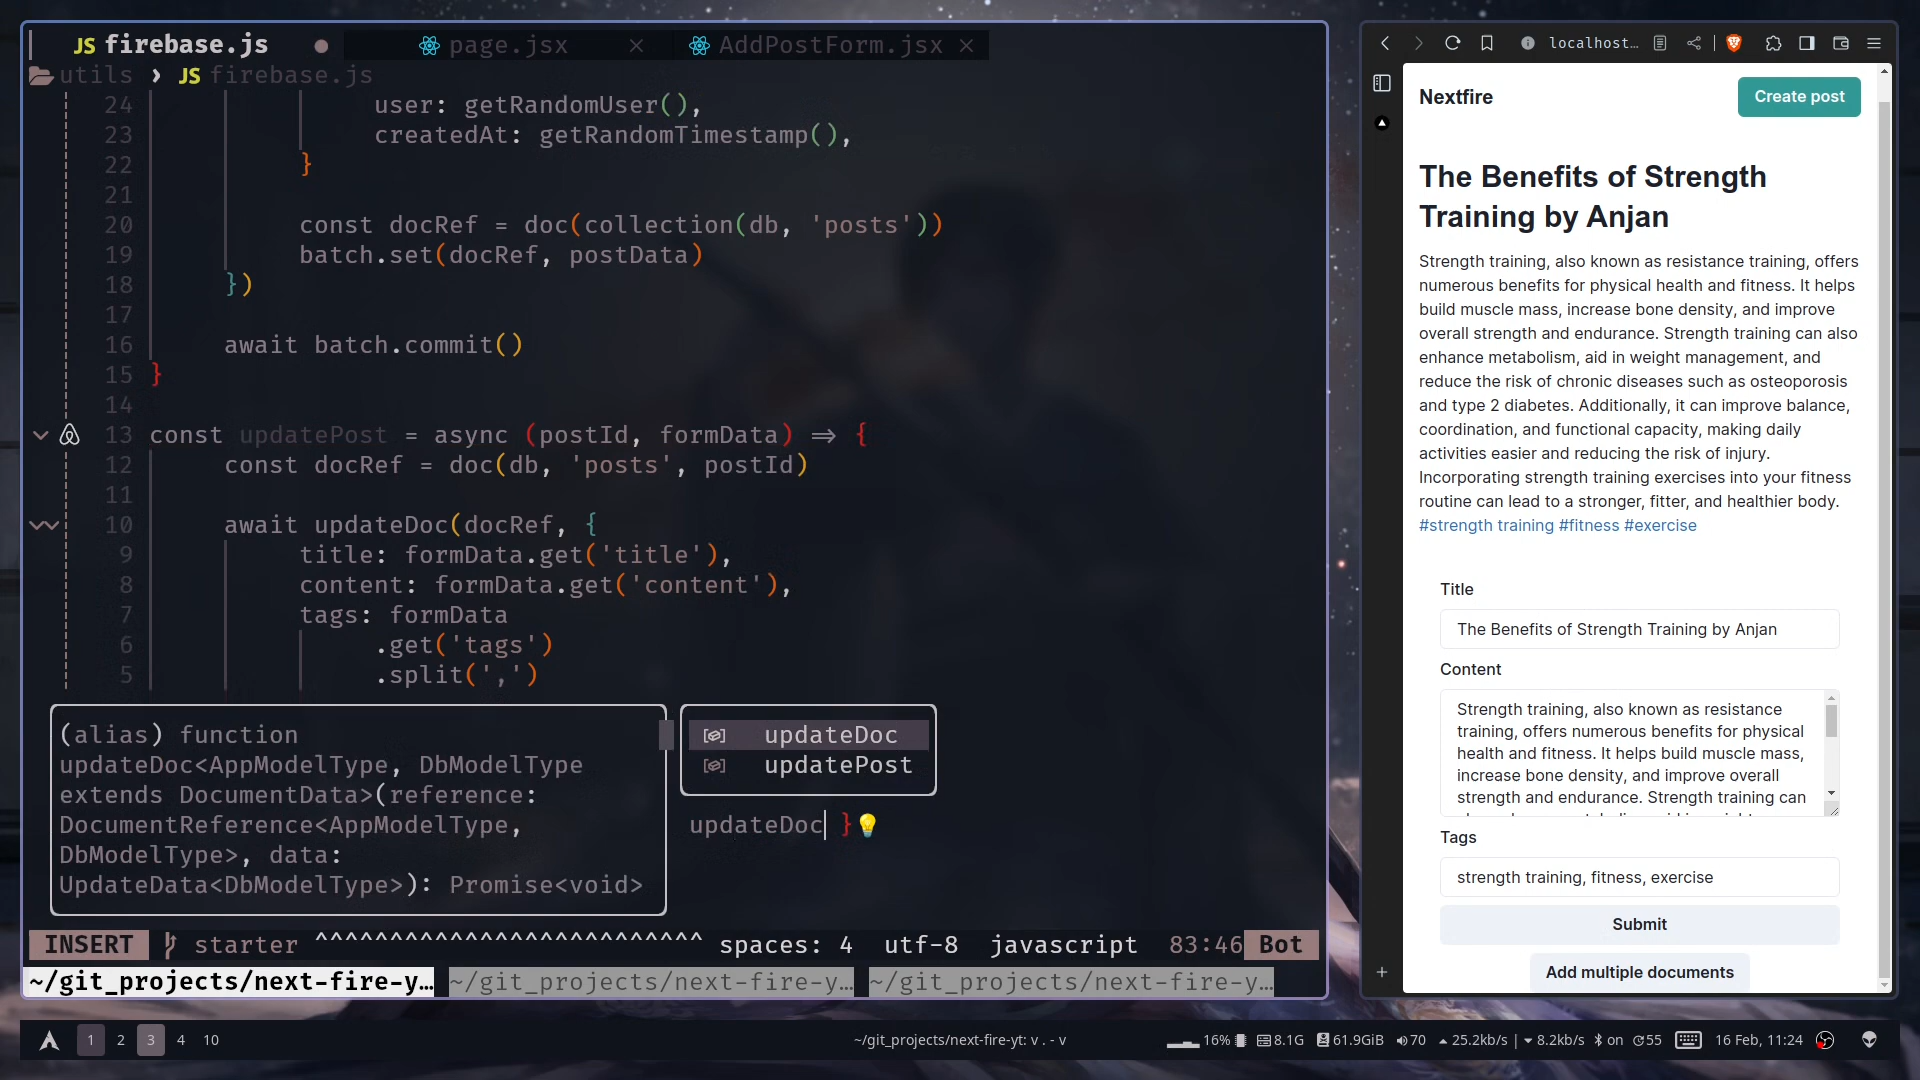 JS firebase.js
page.jsx
AddPostForm.jsx
utils › JS firebase.js
24 user: getRandomUser(),
23 createdAt: getRandomTimestamp(),
22 }
21
20 const docRef = doc(collection(db, 'posts'))
19 batch.set(docRef, postData)
18 })
17
16 await batch.commit()
15 }
14
13 const updatePost = async (postId, formData) => {
12 const docRef = doc(db, 'posts', postId)
11
10 await updateDoc(docRef, {
9 title: formData.get('title'),
8 content: formData.get('content'),
7 tags: formData
6 .get('tags')
5 .split(',')
(alias) function
updateDoc<AppModelType, DbModelType
extends DocumentData>(reference:
DocumentReference<AppModelType,
DbModelType>, data:
UpdateData<DbModelType>): Promise<void>
updateDoc
updatePost
updateDoc }
INSERT starter ^^^^^^^^^^^^^^^^^^^^^^^^^^ spaces: 4 utf-8 javascript 83:46 Bot
~/git_projects/next-fire-y… ~/git_projects/next-fire-y… ~/git_projects/next-fire-y…
localhost…
Nextfire
Create post
The Benefits of Strength
Training by Anjan
Strength training, also known as resistance training, offers
numerous benefits for physical health and fitness. It helps
build muscle mass, increase bone density, and improve
overall strength and endurance. Strength training can also
enhance metabolism, aid in weight management, and
reduce the risk of chronic diseases such as osteoporosis
and type 2 diabetes. Additionally, it can improve balance,
coordination, and functional capacity, making daily
activities easier and reducing the risk of injury.
Incorporating strength training exercises into your fitness
routine can lead to a stronger, fitter, and healthier body.
#strength training #fitness #exercise
Title
The Benefits of Strength Training by Anjan
Content
Strength training, also known as resistance
training, offers numerous benefits for physical
health and fitness. It helps build muscle mass,
increase bone density, and improve overall
strength and endurance. Strength training can
Tags
strength training, fitness, exercise
Submit
Add multiple documents
1 2 3 4 10
~/git_projects/next-fire-yt: v . - v
16% 8.1G 61.9GiB 70 25.2kb/s | 8.2kb/s on 55 16 Feb, 11:24